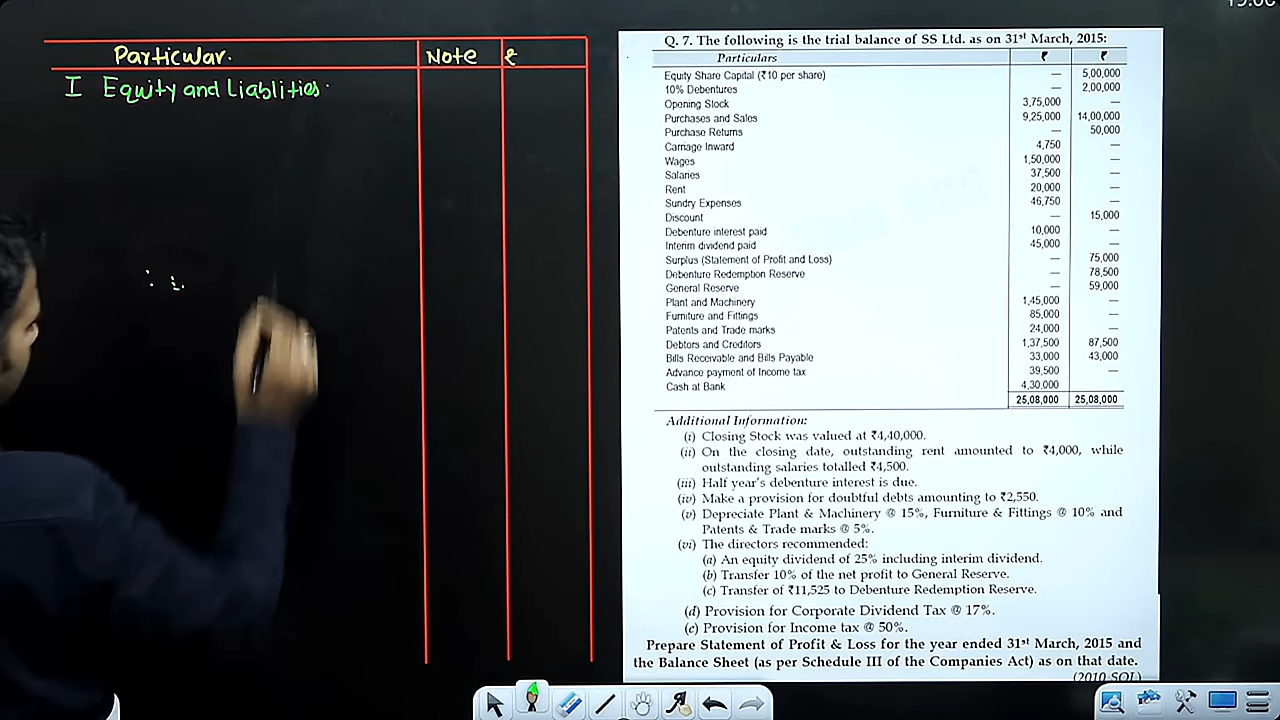 Particular. Note ₹
I Equity and Liablities
Q. 7. The following is the trial balance of SS Ltd. as on 31st March, 2015:
Particulars ₹ ₹
Equity Share Capital (₹10 per share) — 5,00,000
10% Debentures — 2,00,000
Opening Stock 3,75,000 —
Purchases and Sales 9,25,000 14,00,000
Purchase Returns — 50,000
Carriage Inward 4,750 —
Wages 1,50,000 —
Salaries 37,500 —
Rent 20,000 —
Sundry Expenses 46,750 —
Discount — 15,000
Debenture interest paid 10,000 —
Interim dividend paid 45,000 —
Surplus (Statement of Profit and Loss) — 75,000
Debenture Redemption Reserve — 78,500
General Reserve — 59,000
Plant and Machinery 1,45,000 —
Furniture and Fittings 85,000 —
Patents and Trade marks 24,000 —
Debtors and Creditors 1,37,500 87,500
Bills Receivable and Bills Payable 33,000 43,000
Advance payment of Income tax 39,500 —
Cash at Bank 4,30,000
25,08,000 25,08,000
Additional Information:
(i) Closing Stock was valued at ₹4,40,000.
(ii) On the closing date, outstanding rent amounted to ₹4,000, while
outstanding salaries totalled ₹4,500.
(iii) Half year's debenture interest is due.
(iv) Make a provision for doubtful debts amounting to ₹2,550.
(v) Depreciate Plant & Machinery @ 15%, Furniture & Fittings @ 10% and
Patents & Trade marks @ 5%.
(vi) The directors recommended:
(a) An equity dividend of 25% including interim dividend.
(b) Transfer 10% of the net profit to General Reserve.
(c) Transfer of ₹11,525 to Debenture Redemption Reserve.
(d) Provision for Corporate Dividend Tax @ 17%.
(e) Provision for Income tax @ 50%.
Prepare Statement of Profit & Loss for the year ended 31st March, 2015 and
the Balance Sheet (as per Schedule III of the Companies Act) as on that date.
(2010 SOL)